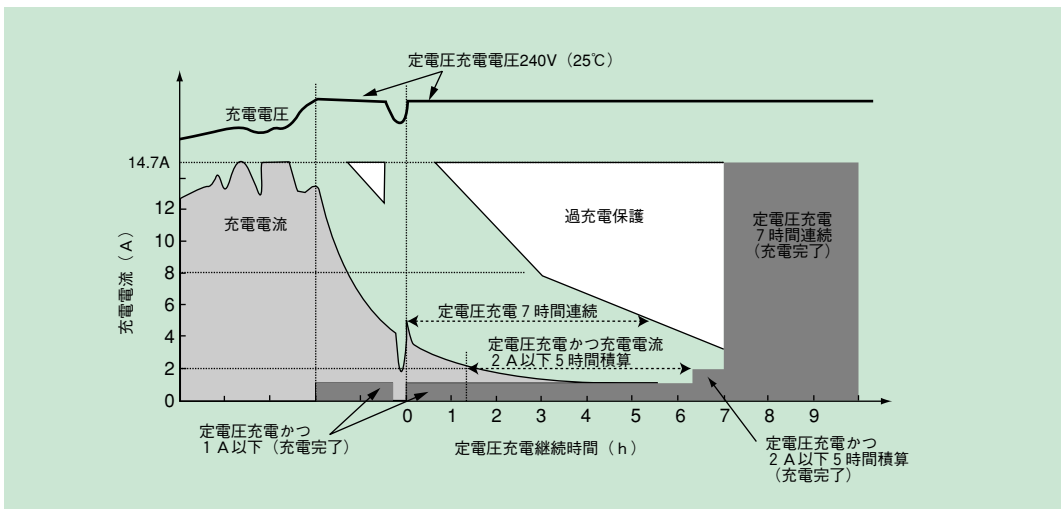 定電圧充電電圧240V（25℃）
充電電圧
14.7A
12
10
8
6
4
2
0
充電電流（A）
充電電流
過充電保護
定電圧充電
7時間連続
（充電完了）
定電圧充電7時間連続
定電圧充電かつ充電電流
2A以下5時間積算
0 1 2 3 4 5 6 7 8 9
定電圧充電かつ
1A以下（充電完了）
定電圧充電継続時間（h）
定電圧充電かつ
2A以下5時間積算
（充電完了）